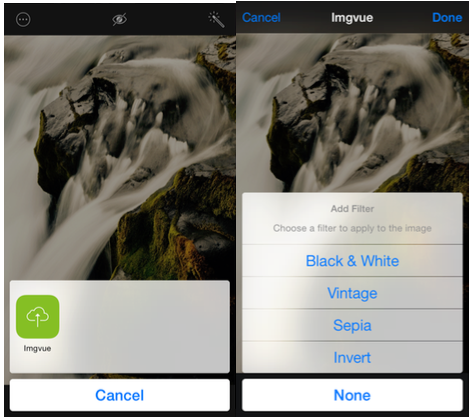 Imgvue
Cancel
Cancel
Imgvue
Done
Add Filter
Choose a filter to apply to the image
Black & White
Vintage
Sepia
Invert
None